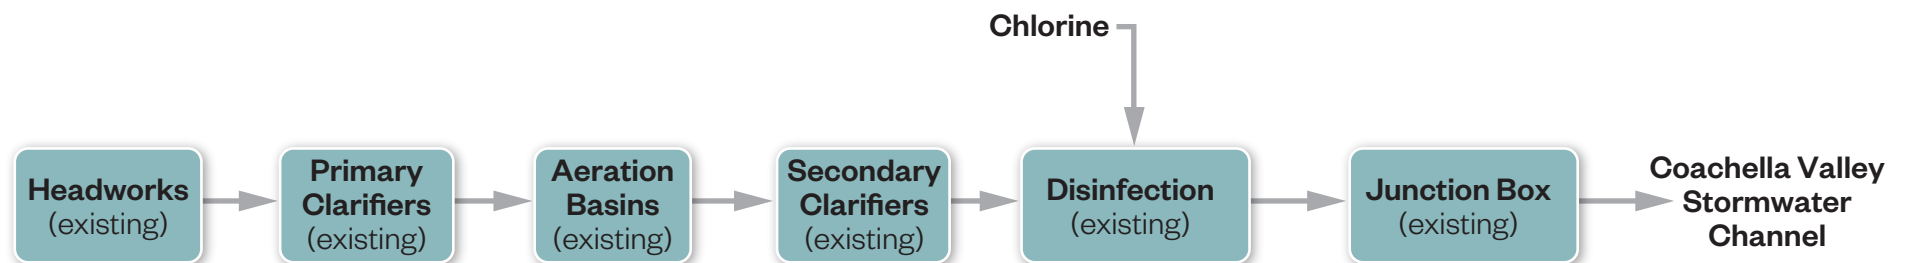 Chlorine
Headworks
(existing)
Primary
Clarifiers
(existing)
Aeration
Basins
(existing)
Secondary
Clarifiers
(existing)
Disinfection
(existing)
Junction Box
(existing)
Coachella Valley
Stormwater
Channel